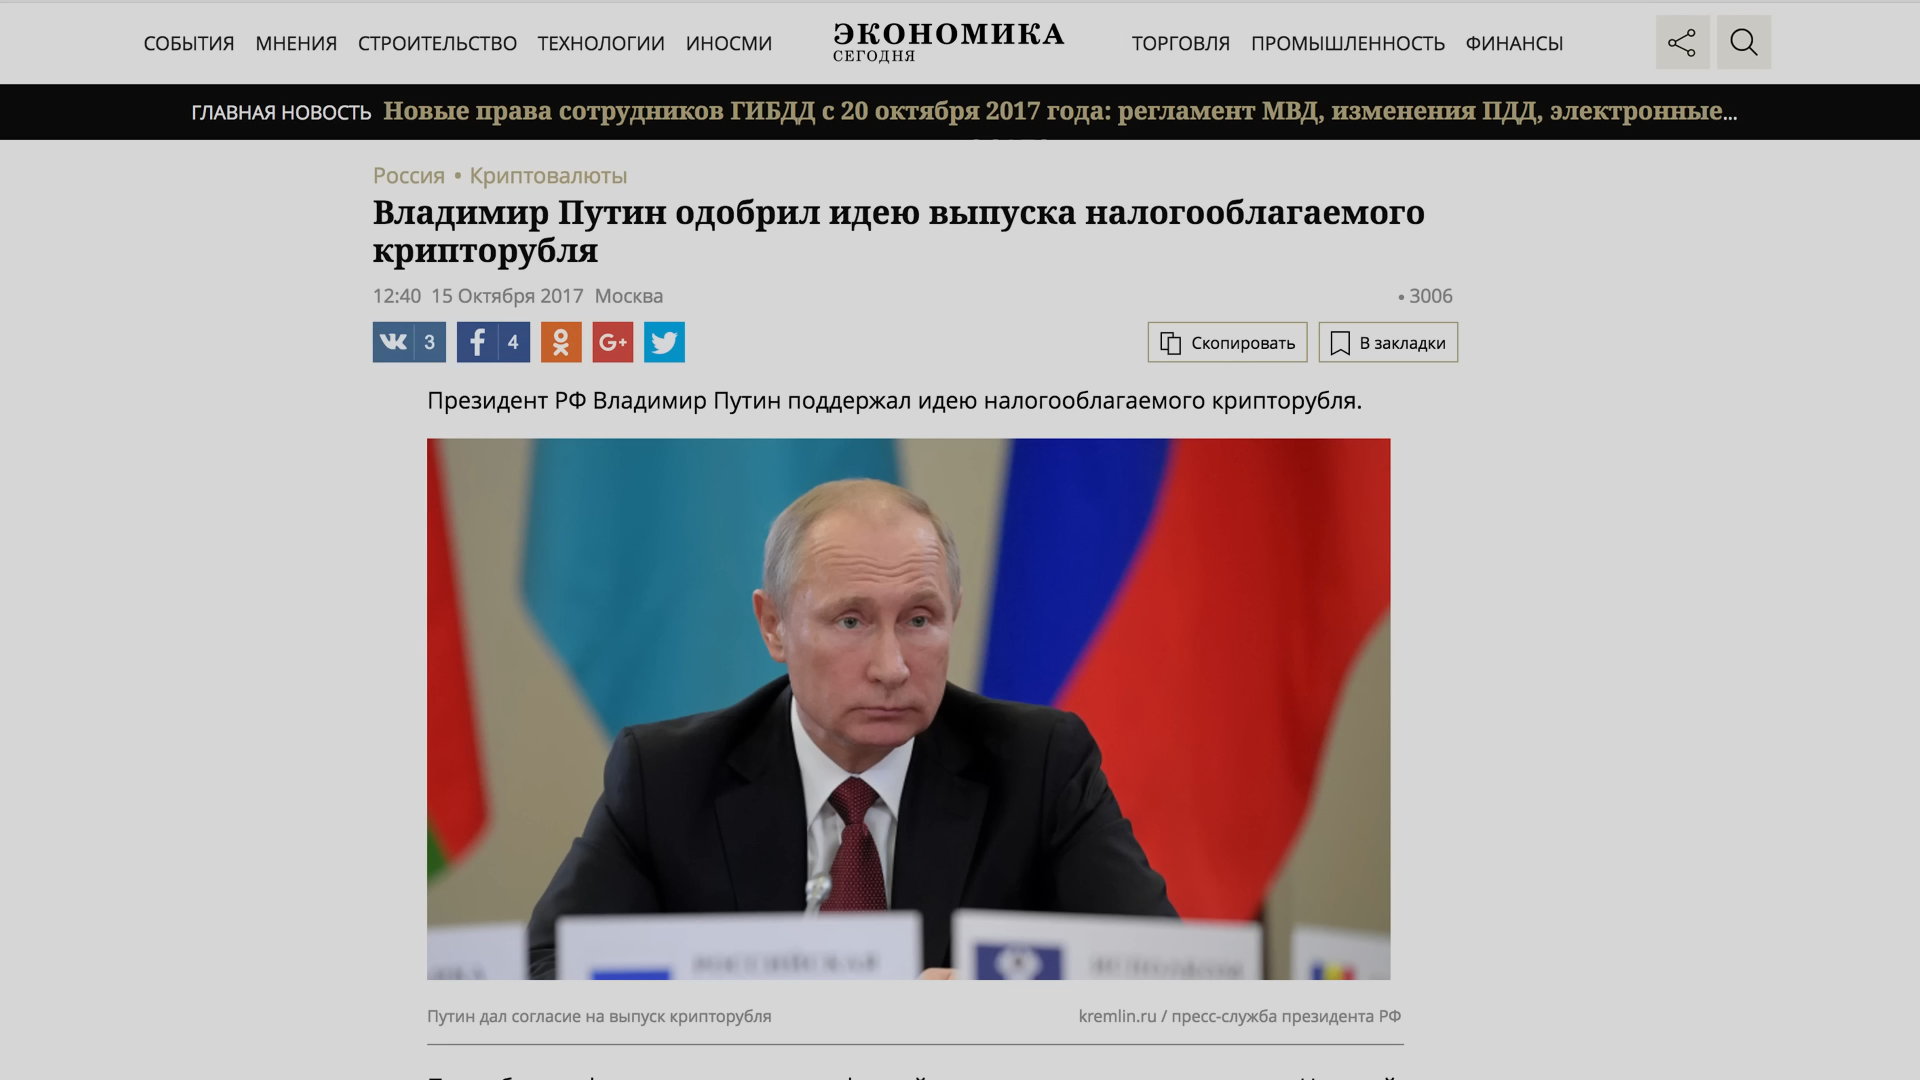 СОБЫТИЯ МНЕНИЯ СТРОИТЕЛЬСТВО ТЕХНОЛОГИИ ИНОСМИ ЭКОНОМИКА ТОРГОВЛЯ ПРОМЫШЛЕННОСТЬ ФИНАНСЫ
СЕГОДНЯ
ГЛАВНАЯ НОВОСТЬ Новые права сотрудников ГИБДД с 20 октября 2017 года: регламент МВД, изменения ПДД, электронные...
Россия • Криптовалюты
Владимир Путин одобрил идею выпуска налогооблагаемого
крипторубля
12:40 15 Октября 2017 Москва • 3006
3 f 4 G+ Скопировать В закладки
Президент РФ Владимир Путин поддержал идею налогооблагаемого крипторубля.
РОССИЙСКАЯ
Путин дал согласие на выпуск крипторубля kremlin.ru / пресс-служба президента РФ